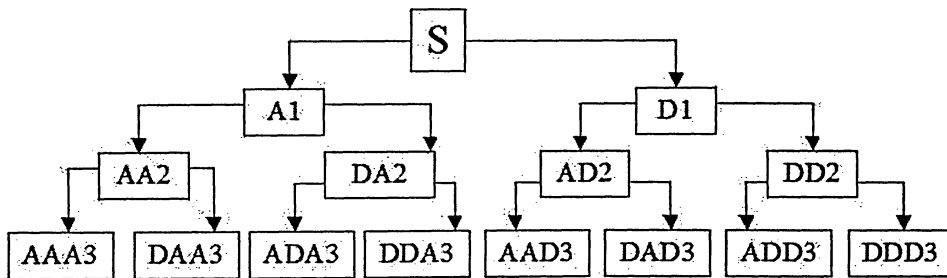 S
A1 D1
AA2 DA2 AD2 DD2
AAA3 DAA3 ADA3 DDA3 AAD3 DAD3 ADD3 DDD3